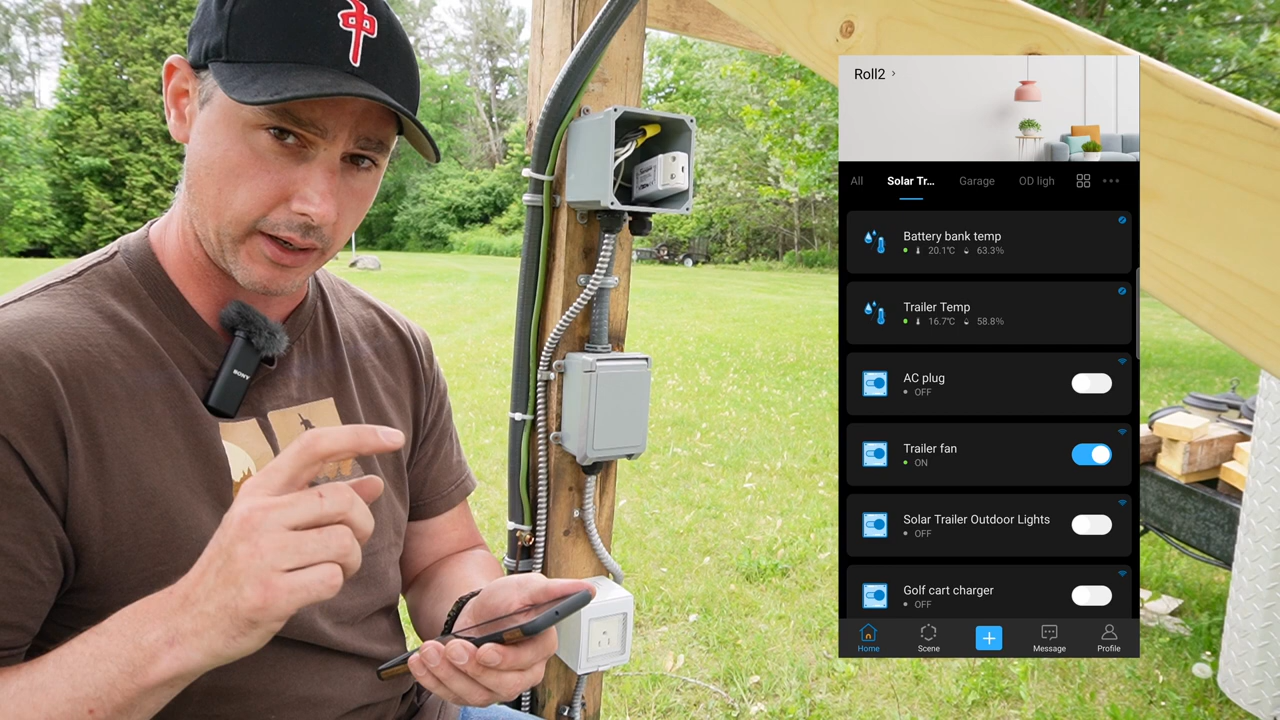 中
SONY
Roll2 >
All Solar Tr... Garage OD ligh
Battery bank temp
20.1℃ 63.3%
Trailer Temp
16.7℃ 58.8%
AC plug
OFF
Trailer fan
ON
Solar Trailer Outdoor Lights
OFF
Golf cart charger
OFF
Home Scene Message Profile